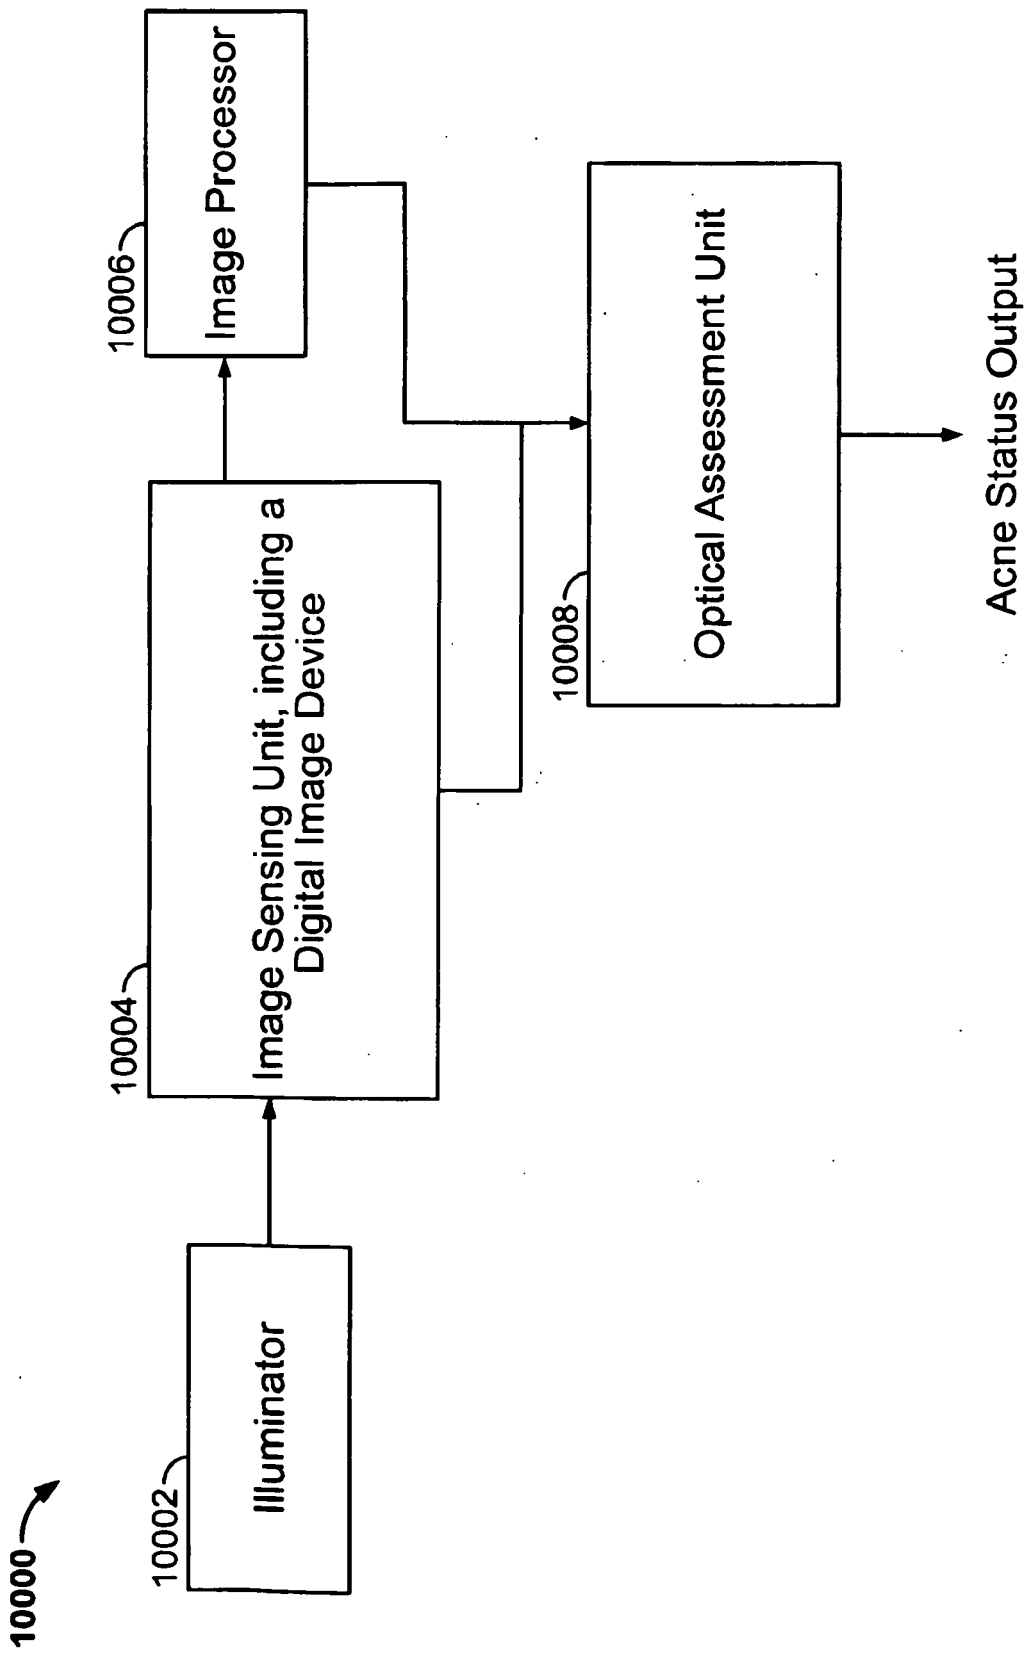 10000
10002
Illuminator
10004
Image Sensing Unit, including a
Digital Image Device
10006
Image Processor
10008
Optical Assessment Unit
Acne Status Output